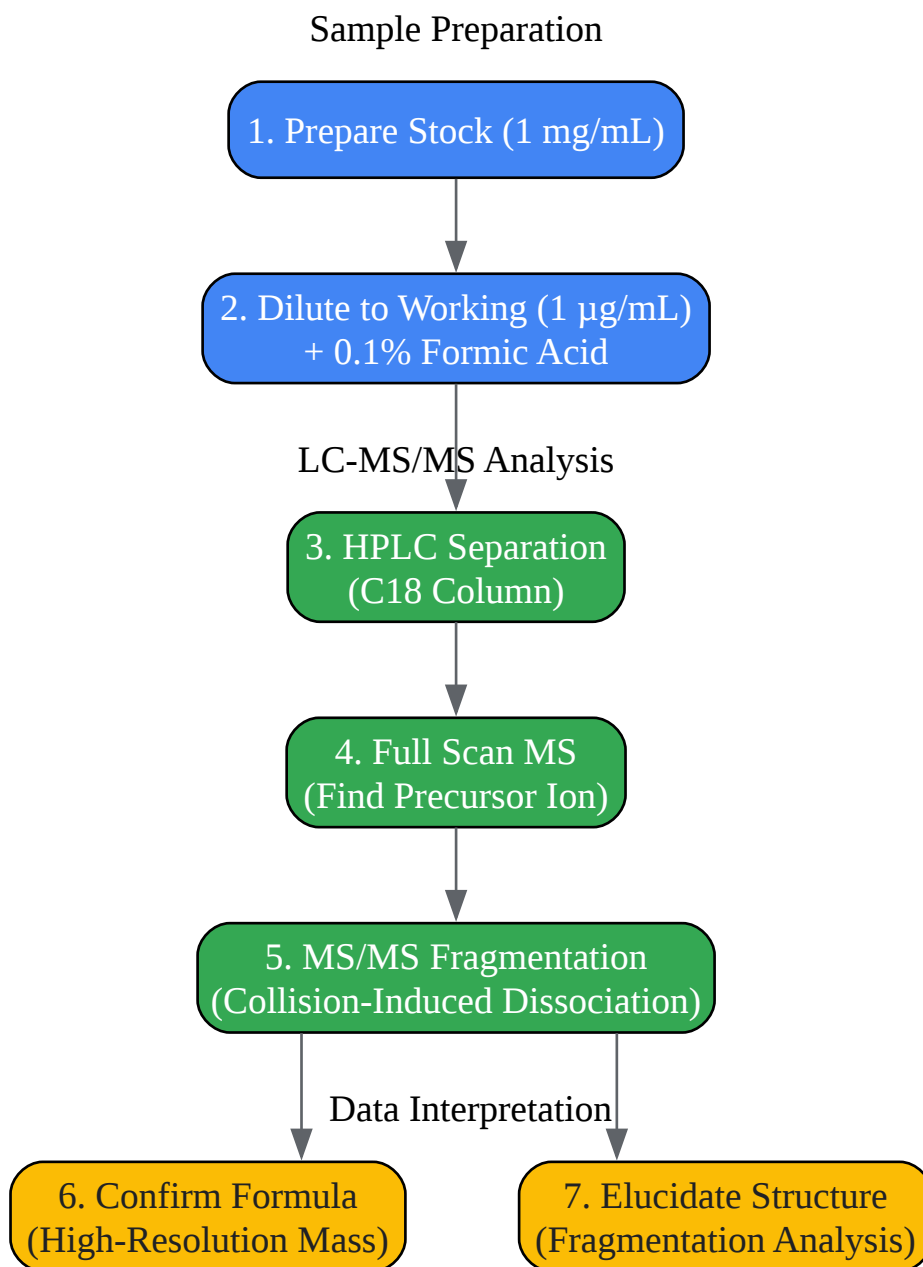 Sample Preparation
1. Prepare Stock (1 mg/mL)
2. Dilute to Working (1 µg/mL)
+ 0.1% Formic Acid
LC-MS/MS Analysis
3. HPLC Separation
(C18 Column)
4. Full Scan MS
(Find Precursor Ion)
5. MS/MS Fragmentation
(Collision-Induced Dissociation)
Data Interpretation
6. Confirm Formula
(High-Resolution Mass)
7. Elucidate Structure
(Fragmentation Analysis)